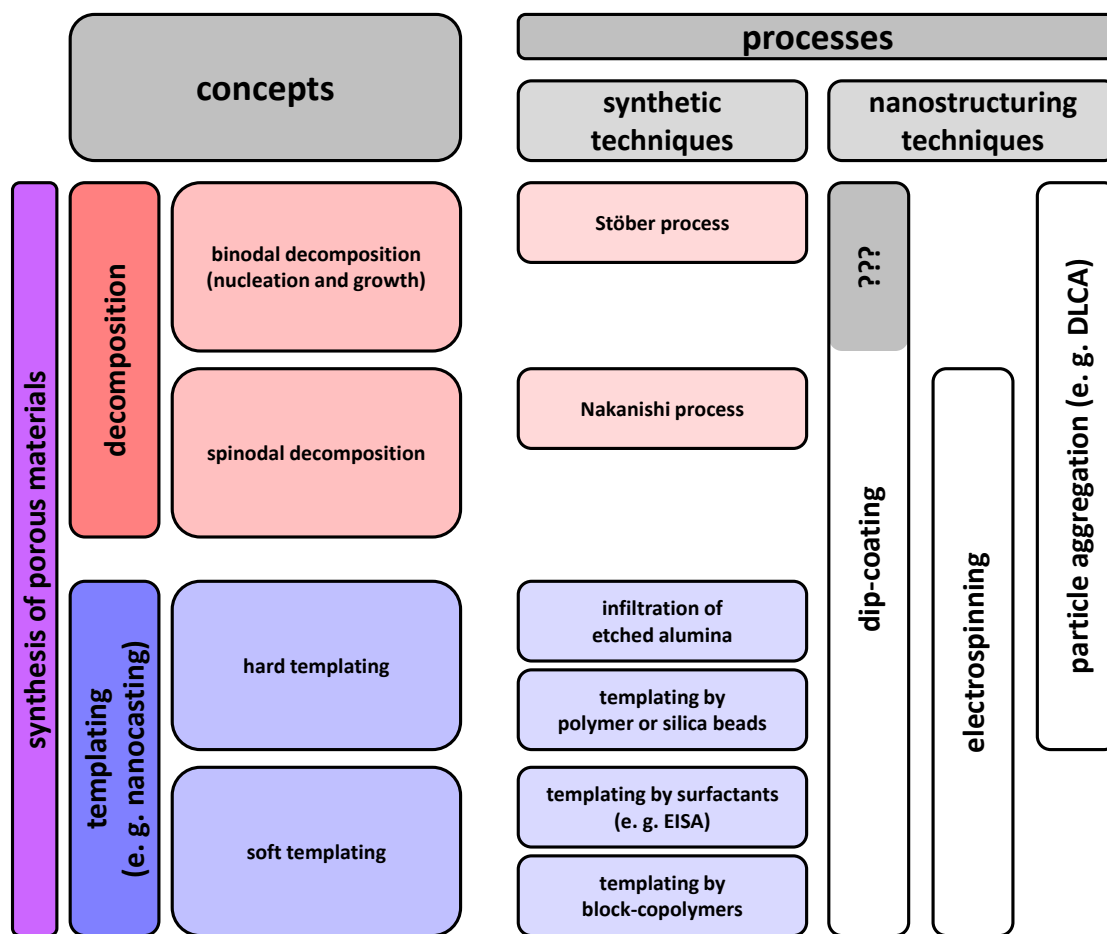 concepts
processes
synthetic
techniques
nanostructuring
techniques
synthesis of porous materials
decomposition
binodal decomposition
(nucleation and growth)
spinodal decomposition
templating
(e. g. nanocasting)
hard templating
soft templating
Stöber process
Nakanishi process
infiltration of
etched alumina
templating by
polymer or silica beads
templating by surfactants
(e. g. EISA)
templating by
block-copolymers
???
dip-coating
electrospinning
particle aggregation (e. g. DLCA)